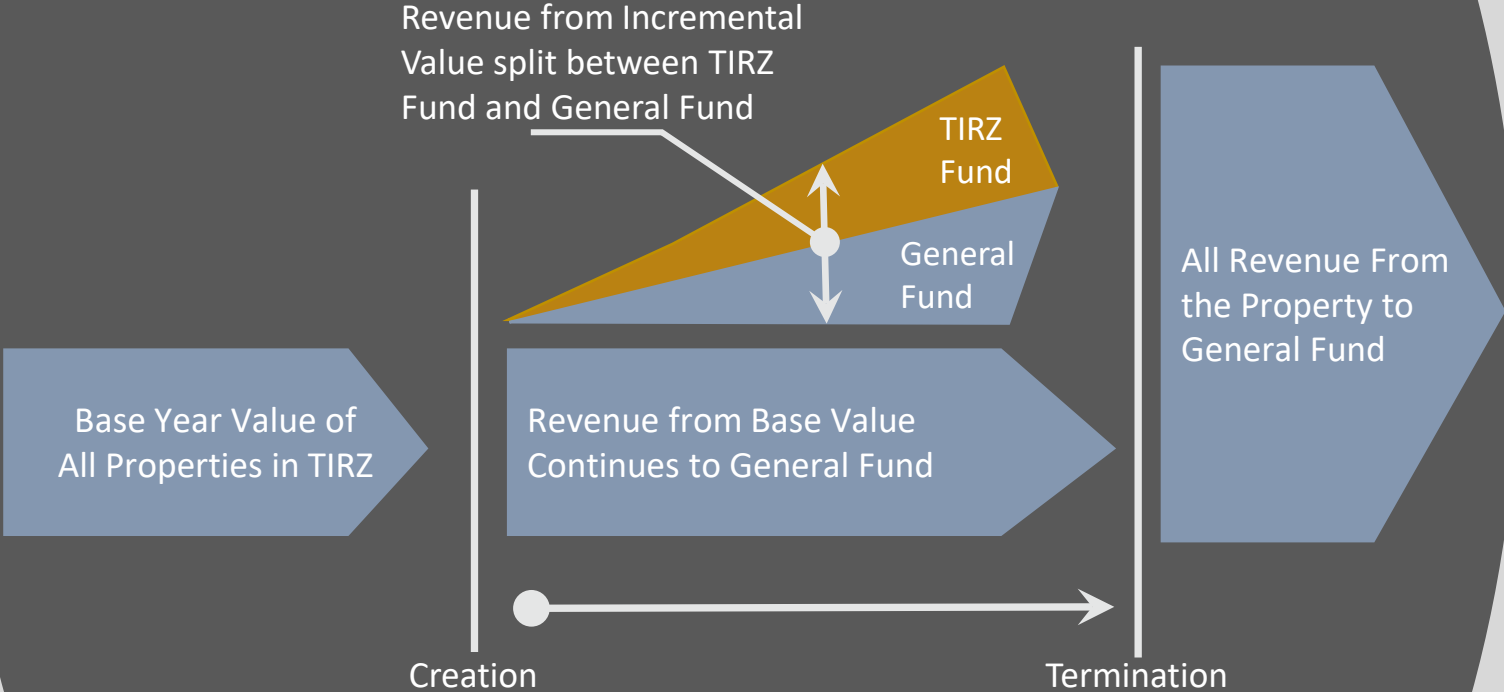 Revenue from Incremental
Value split between TIRZ
Fund and General Fund
TIRZ
Fund
General
Fund
All Revenue From
the Property to
General Fund
Base Year Value of
All Properties in TIRZ
Revenue from Base Value
Continues to General Fund
Creation
Termination